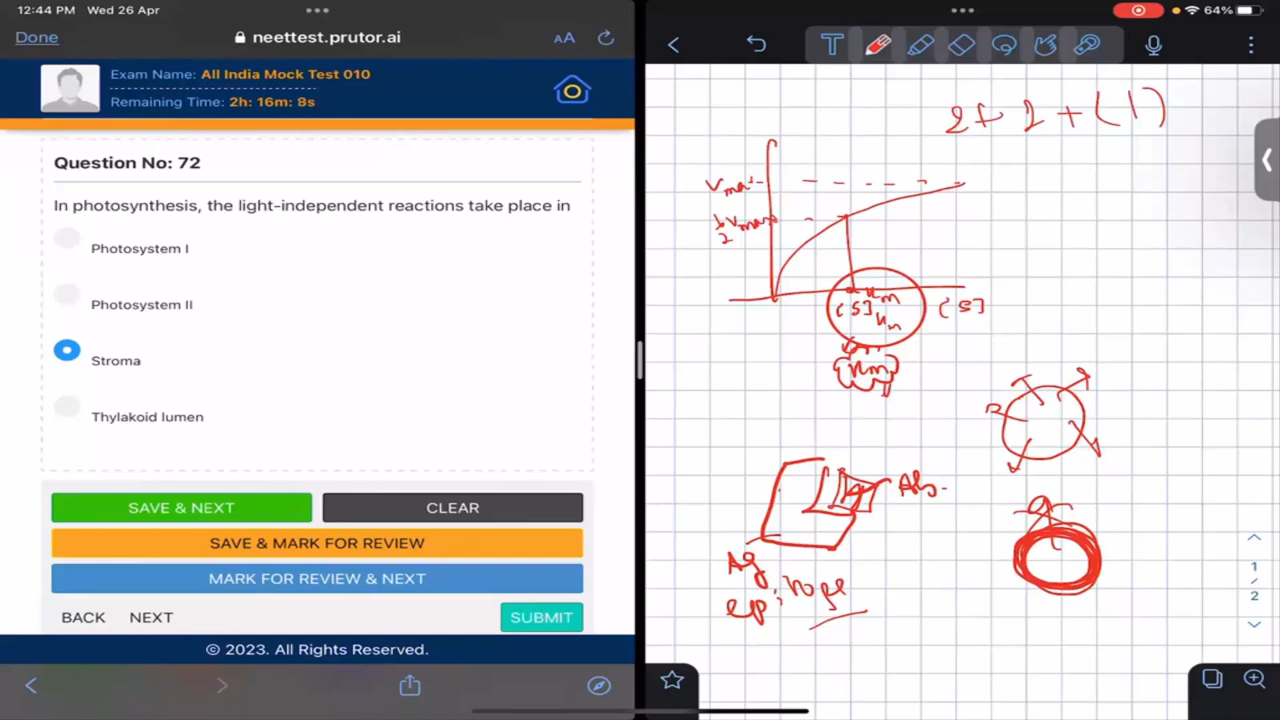 12:44 PM Wed 26 Apr
64%
Done
neettest.prutor.ai
AA
Exam Name: All India Mock Test 010
Remaining Time: 2h: 16m: 8s
Question No: 72
In photosynthesis, the light-independent reactions take place in
Photosystem I
Photosystem II
Stroma
Thylakoid lumen
SAVE & NEXT
CLEAR
SAVE & MARK FOR REVIEW
MARK FOR REVIEW & NEXT
BACK
NEXT
SUBMIT
© 2023. All Rights Reserved.
T
2+2+(1)
Vmax
Vmax
2
Km
[S]
[S]
Km
Ag
Ab.
ep:
1
/
2